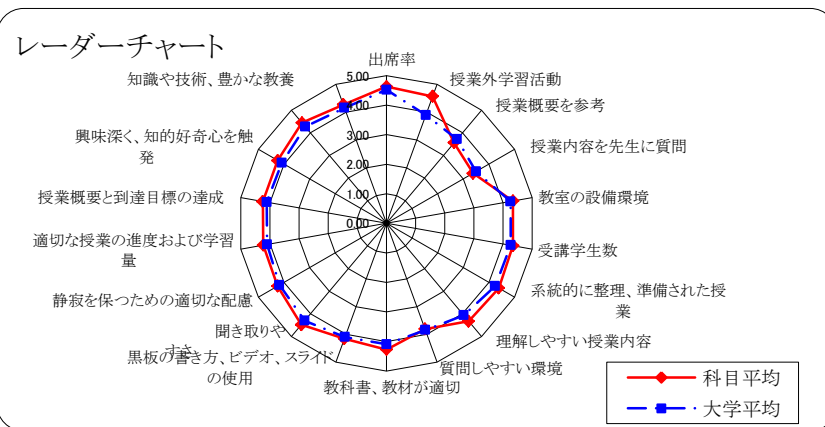 レーダーチャート
出席率
授業外学習活動
授業概要を参考
授業内容を先生に質問
教室の設備環境
受講学生数
系統的に整理、準備された授
業
理解しやすい授業内容
質問しやすい環境
教科書、教材が適切
黒板の書き方、ビデオ、スライド
の使用
聞き取りや
すさ
静寂を保つための適切な配慮
適切な授業の進度および学習
量
授業概要と到達目標の達成
興味深く、知的好奇心を触
発
知識や技術、豊かな教養
5.00
4.00
3.00
2.00
1.00
0.00
科目平均
大学平均